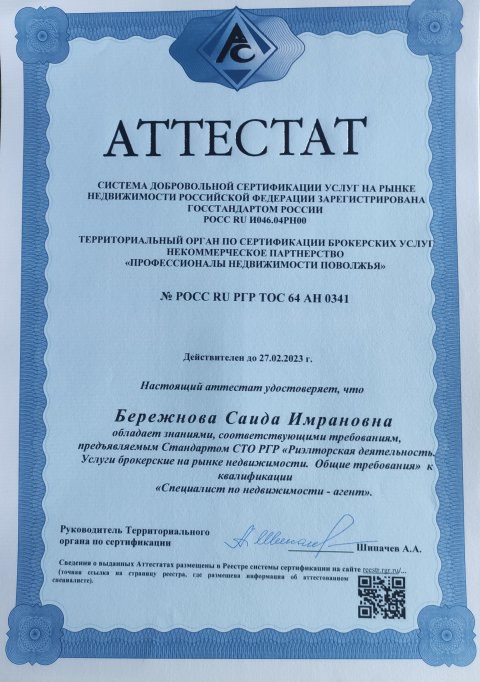 АС
АТТЕСТАТ
СИСТЕМА ДОБРОВОЛЬНОЙ СЕРТИФИКАЦИИ УСЛУГ НА РЫНКЕ
НЕДВИЖИМОСТИ РОССИЙСКОЙ ФЕДЕРАЦИИ ЗАРЕГИСТРИРОВАНА
ГОССТАНДАРТОМ РОССИИ
РОСС RU И046.04РН00
ТЕРРИТОРИАЛЬНЫЙ ОРГАН ПО СЕРТИФИКАЦИИ БРОКЕРСКИХ УСЛУГ
НЕКОММЕРЧЕСКОЕ ПАРТНЕРСТВО
«ПРОФЕССИОНАЛЫ НЕДВИЖИМОСТИ ПОВОЛЖЬЯ»
№ РОСС RU РГР ТОС 64 АН 0341
Действителен до 27.02.2023 г.
Настоящий аттестат удостоверяет, что
Бережнова Саида Имрановна
обладает знаниями, соответствующими требованиям,
предъявляемым Стандартом СТО РГР «Риэлторская деятельность.
Услуги брокерские на рынке недвижимости. Общие требования» к
квалификации
«Специалист по недвижимости - агент».
Руководитель Территориального
органа по сертификации
Шипачев А.А.
Сведения о выданных Аттестатах размещены в Реестре системы сертификации на сайте reestr.rgr.ru/...
(точная ссылка на страницу реестра, где размещена информация об аттестованном
специалисте).